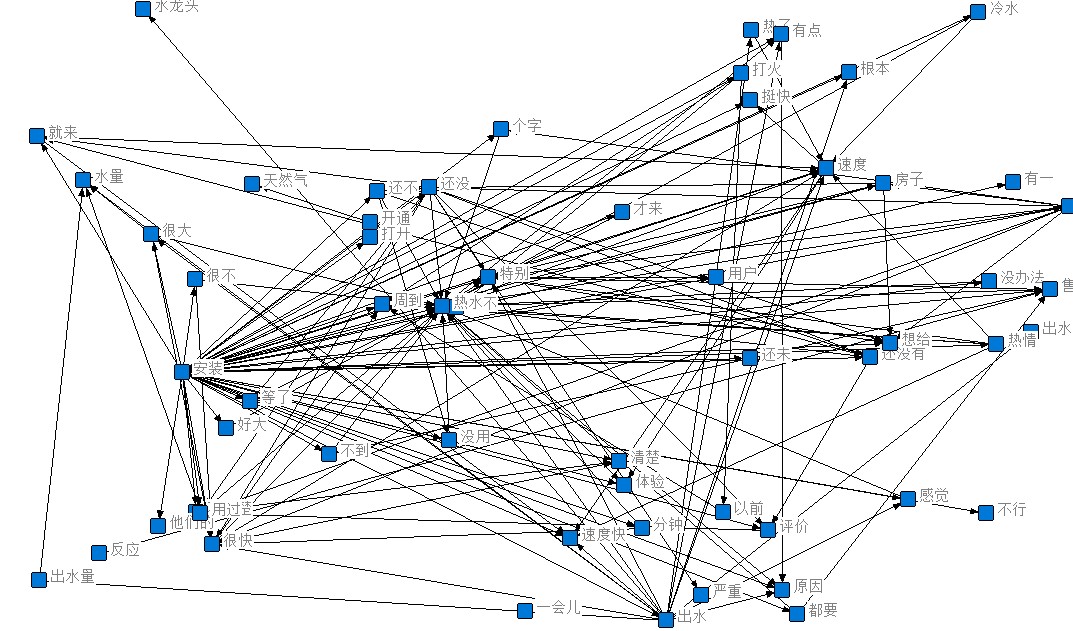 水龙头
冷水
有点
打火
根本
挺快
个字
就来
速度
水量
天然气
还不
还没
房子
有一
才来
开通
打开
很大
特别
用户
很不
没办法
售
周到
热水不
出水
想给
热情
还未
还没有
安装
等了
好大
没用
不到
清楚
体验
感觉
用过
以前
不行
他们的
分钟
评价
速度快
很快
反应
出水量
严重
原因
一会儿
都要
出水